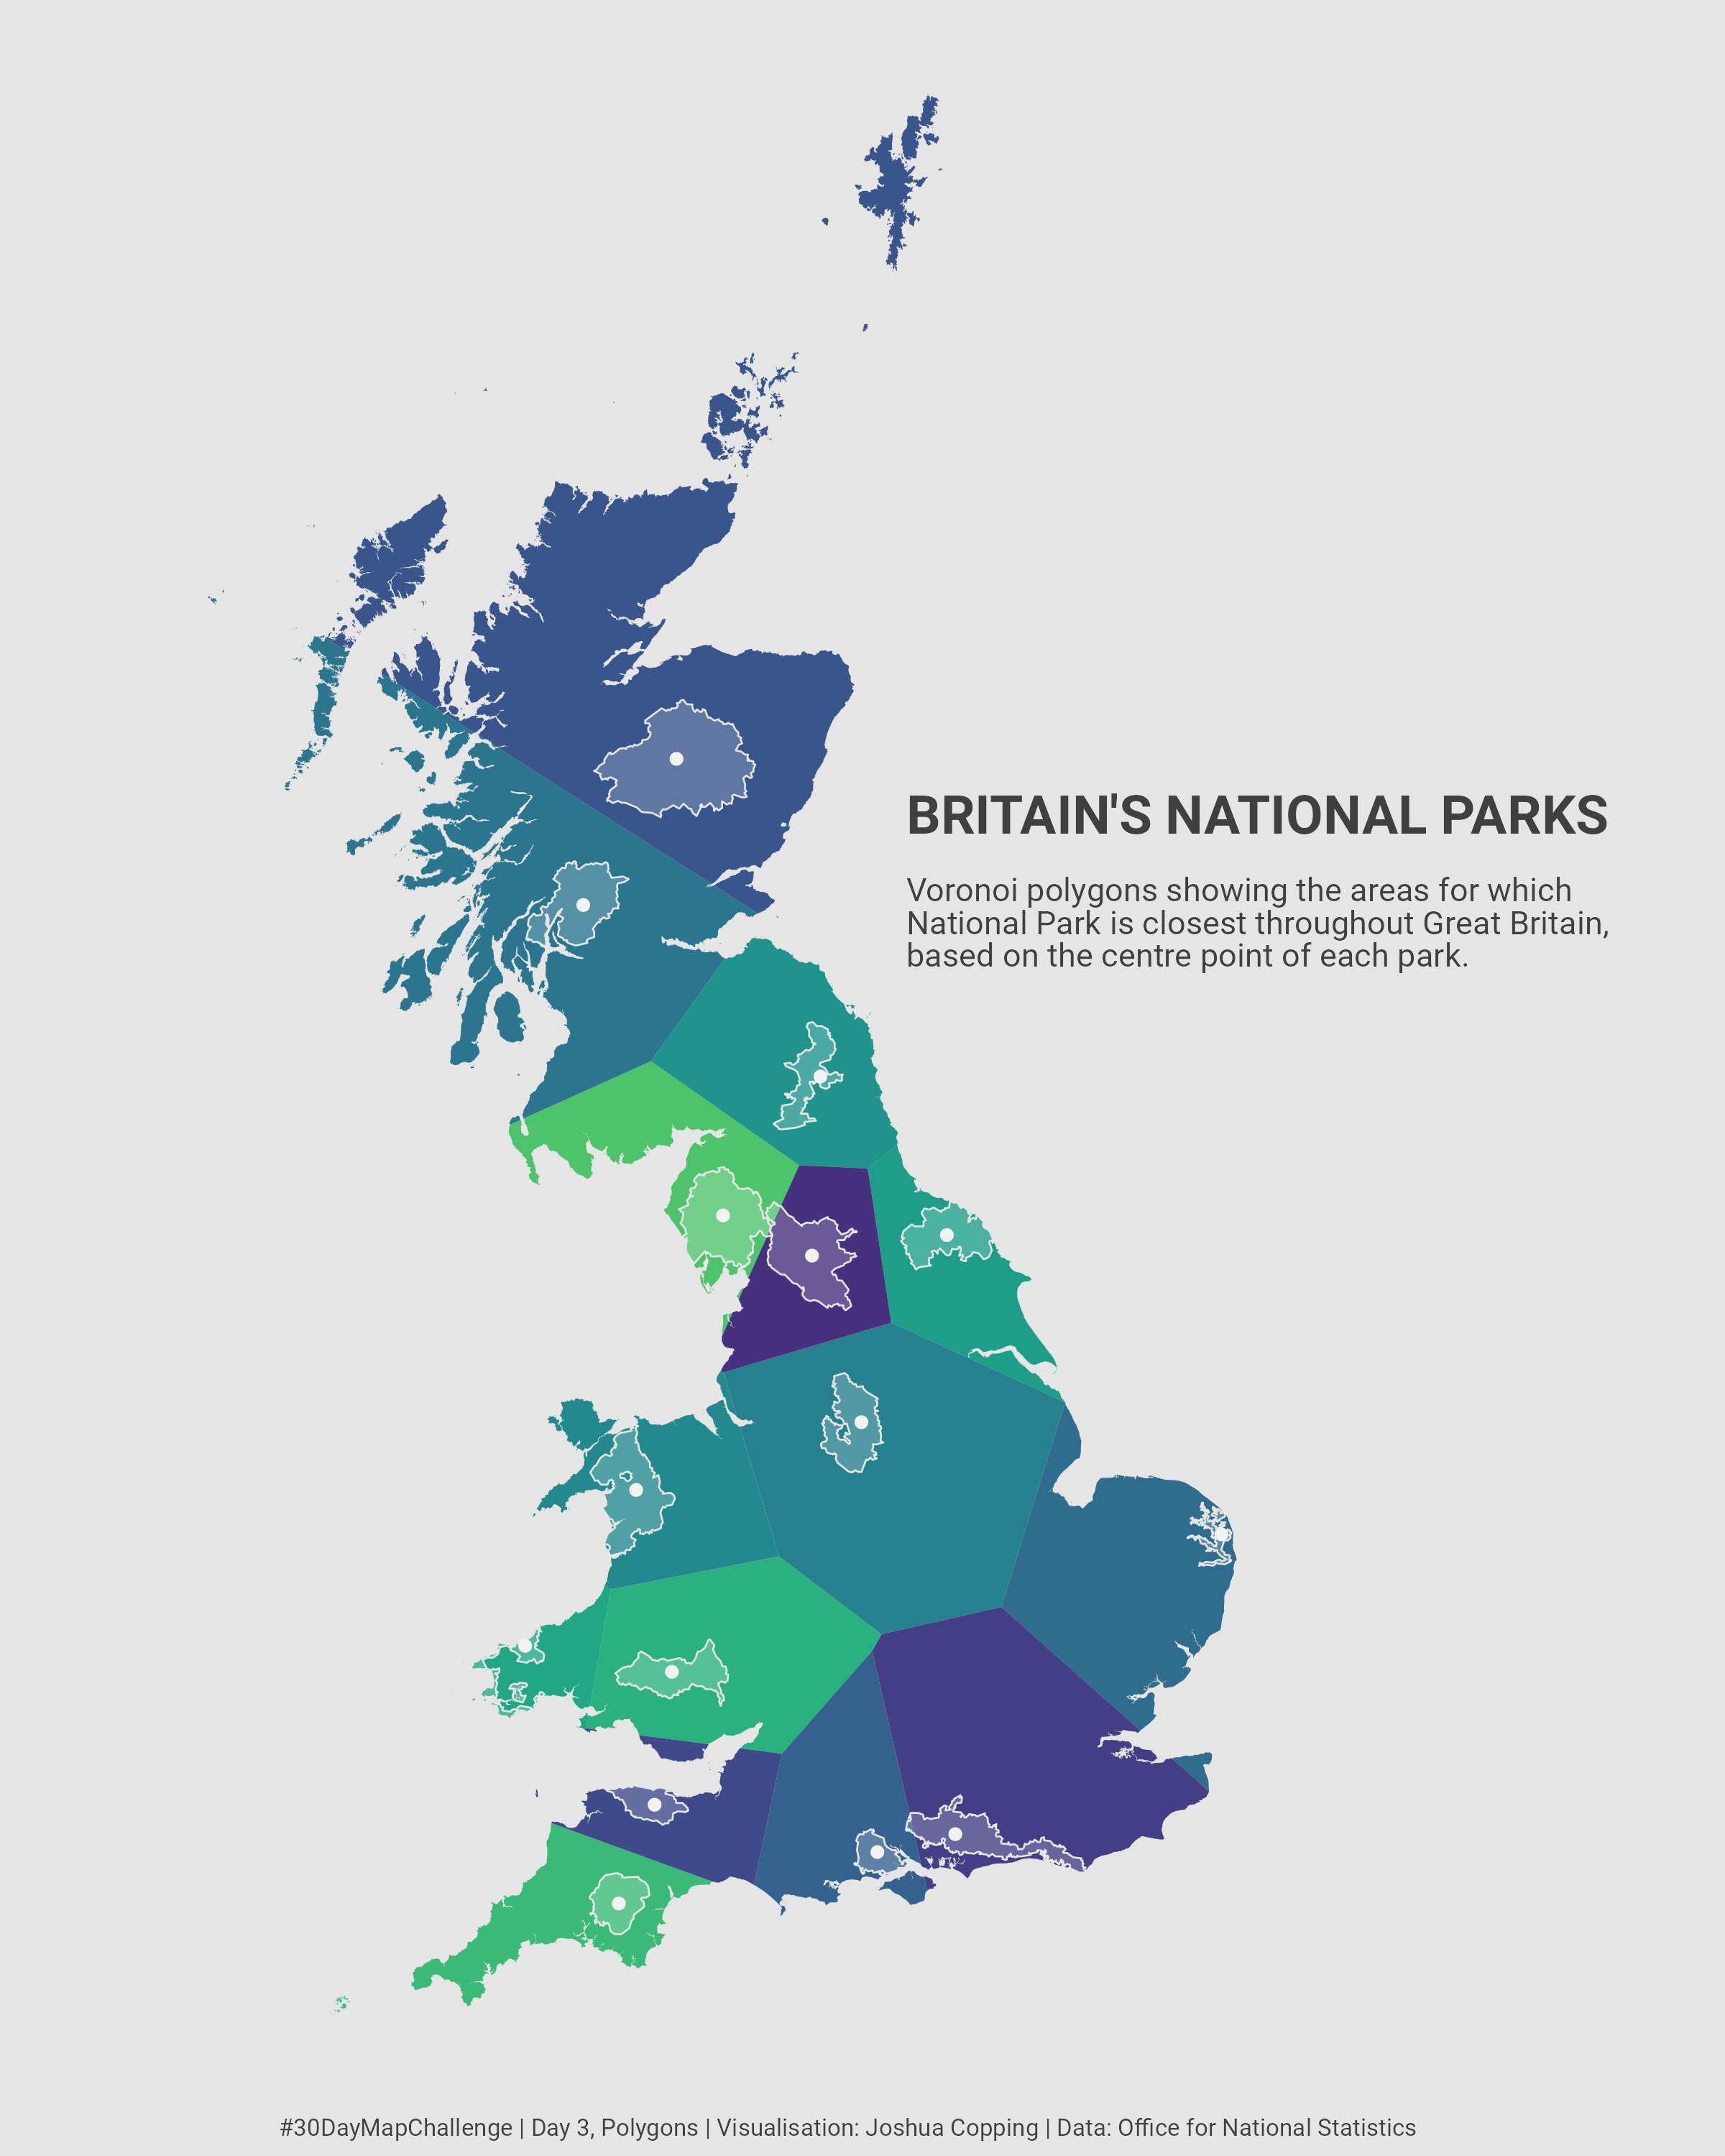 BRITAIN'S NATIONAL PARKS
Voronoi polygons showing the areas for which
National Park is closest throughout Great Britain,
based on the centre point of each park.
#30DayMapChallenge | Day 3, Polygons | Visualisation: Joshua Copping | Data: Office for National Statistics